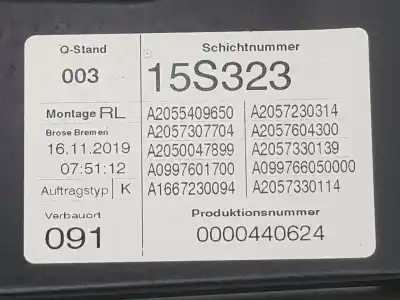 Q-Stand
003
Schichtnummer
15S323
Montage RL
Brose Bremen
16.11.2019
07:51:12
Auftragstyp K
A2055409650 A2057230314
A2057307704 A2057604300
A2050047899 A2057330139
A0997601700 A099766050000
A1667230094 A2057330114
Verbauort
091
Produktionsnummer
0000440624